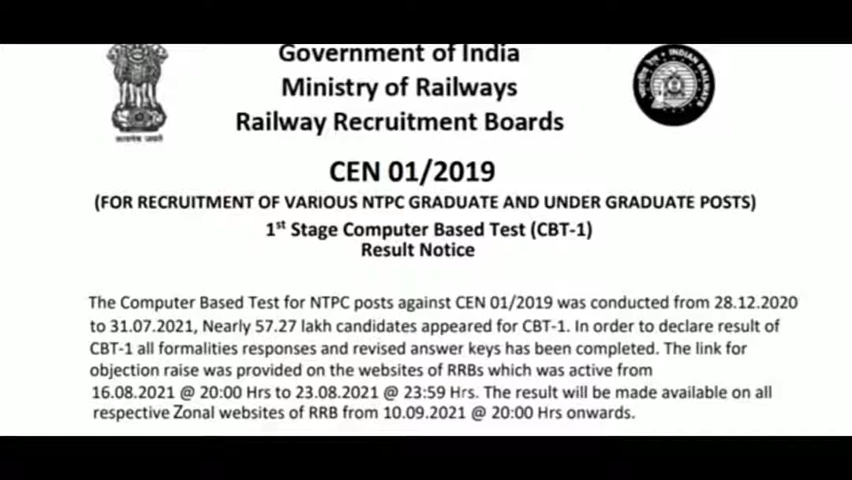 Government of India
Ministry of Railways
Railway Recruitment Boards
CEN 01/2019
(FOR RECRUITMENT OF VARIOUS NTPC GRADUATE AND UNDER GRADUATE POSTS)
1st Stage Computer Based Test (CBT-1)
Result Notice
The Computer Based Test for NTPC posts against CEN 01/2019 was conducted from 28.12.2020
to 31.07.2021, Nearly 57.27 lakh candidates appeared for CBT-1. In order to declare result of
CBT-1 all formalities responses and revised answer keys has been completed. The link for
objection raise was provided on the websites of RRBs which was active from
16.08.2021 @ 20:00 Hrs to 23.08.2021 @ 23:59 Hrs. The result will be made available on all
respective Zonal websites of RRB from 10.09.2021 @ 20:00 Hrs onwards.
INDIAN RAILWAYS
भारतीय रेल
सत्यमेव जयते